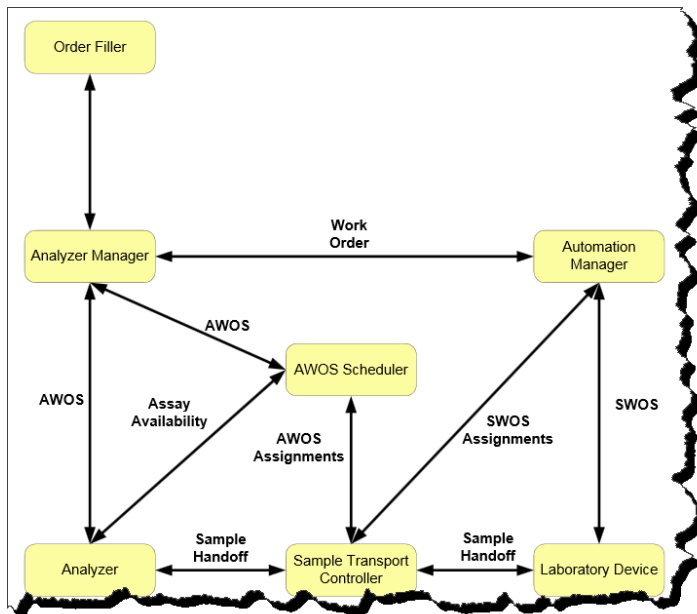 Order Filler
Work
Order
Analyzer Manager
Automation
Manager
AWOS
AWOS Scheduler
AWOS
Assay
Availability
SWOS
Assignments
SWOS
AWOS
Assignments
Sample
Handoff
Sample
Handoff
Analyzer
Sample Transport
Controller
Laboratory Device